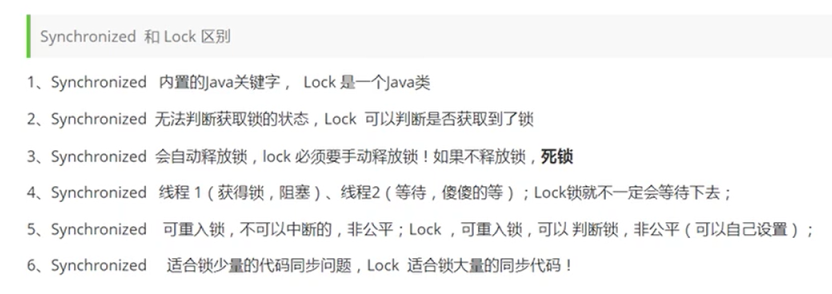 Synchronized 和 Lock 区别
1、Synchronized 内置的Java关键字， Lock 是一个Java类
2、Synchronized 无法判断获取锁的状态，Lock 可以判断是否获取到了锁
3、Synchronized 会自动释放锁，lock 必须要手动释放锁！如果不释放锁，死锁
4、Synchronized 线程 1（获得锁，阻塞）、线程2（等待，傻傻的等）；Lock锁就不一定会等待下去；
5、Synchronized 可重入锁，不可以中断的，非公平；Lock ，可重入锁，可以 判断锁，非公平（可以自己设置）；
6、Synchronized 适合锁少量的代码同步问题，Lock 适合锁大量的同步代码！